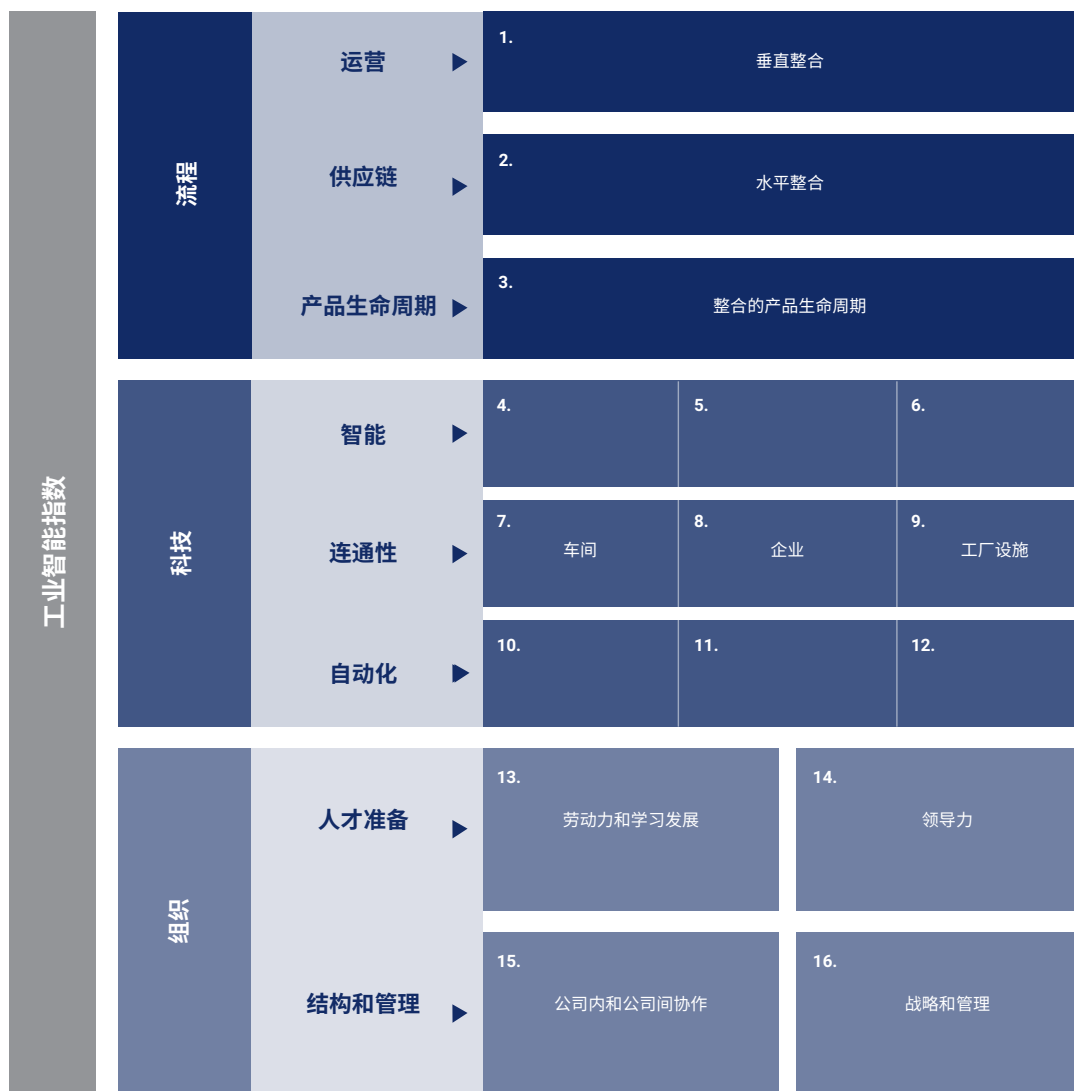 工业智能指数
流程
运营
1.
垂直整合
供应链
2.
水平整合
产品生命周期
3.
整合的产品生命周期
科技
智能
4.
5.
6.
连通性
7.
车间
8.
企业
9.
工厂设施
自动化
10.
11.
12.
组织
人才准备
13.
劳动力和学习发展
14.
领导力
结构和管理
15.
公司内和公司间协作
16.
战略和管理